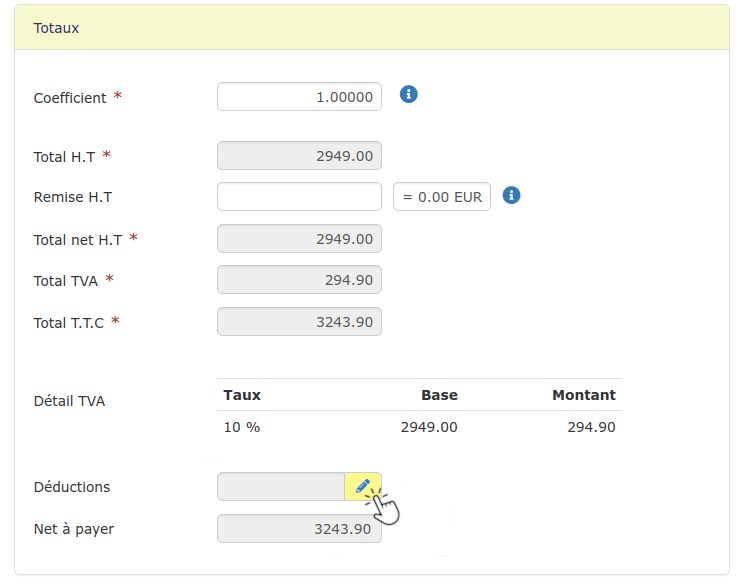 Totaux
Coefficient * 1.00000
Total H.T * 2949.00
Remise H.T = 0.00 EUR
Total net H.T * 2949.00
Total TVA * 294.90
Total T.T.C * 3243.90
Taux Base Montant
Détail TVA
10 % 2949.00 294.90
Déductions
Net à payer 3243.90